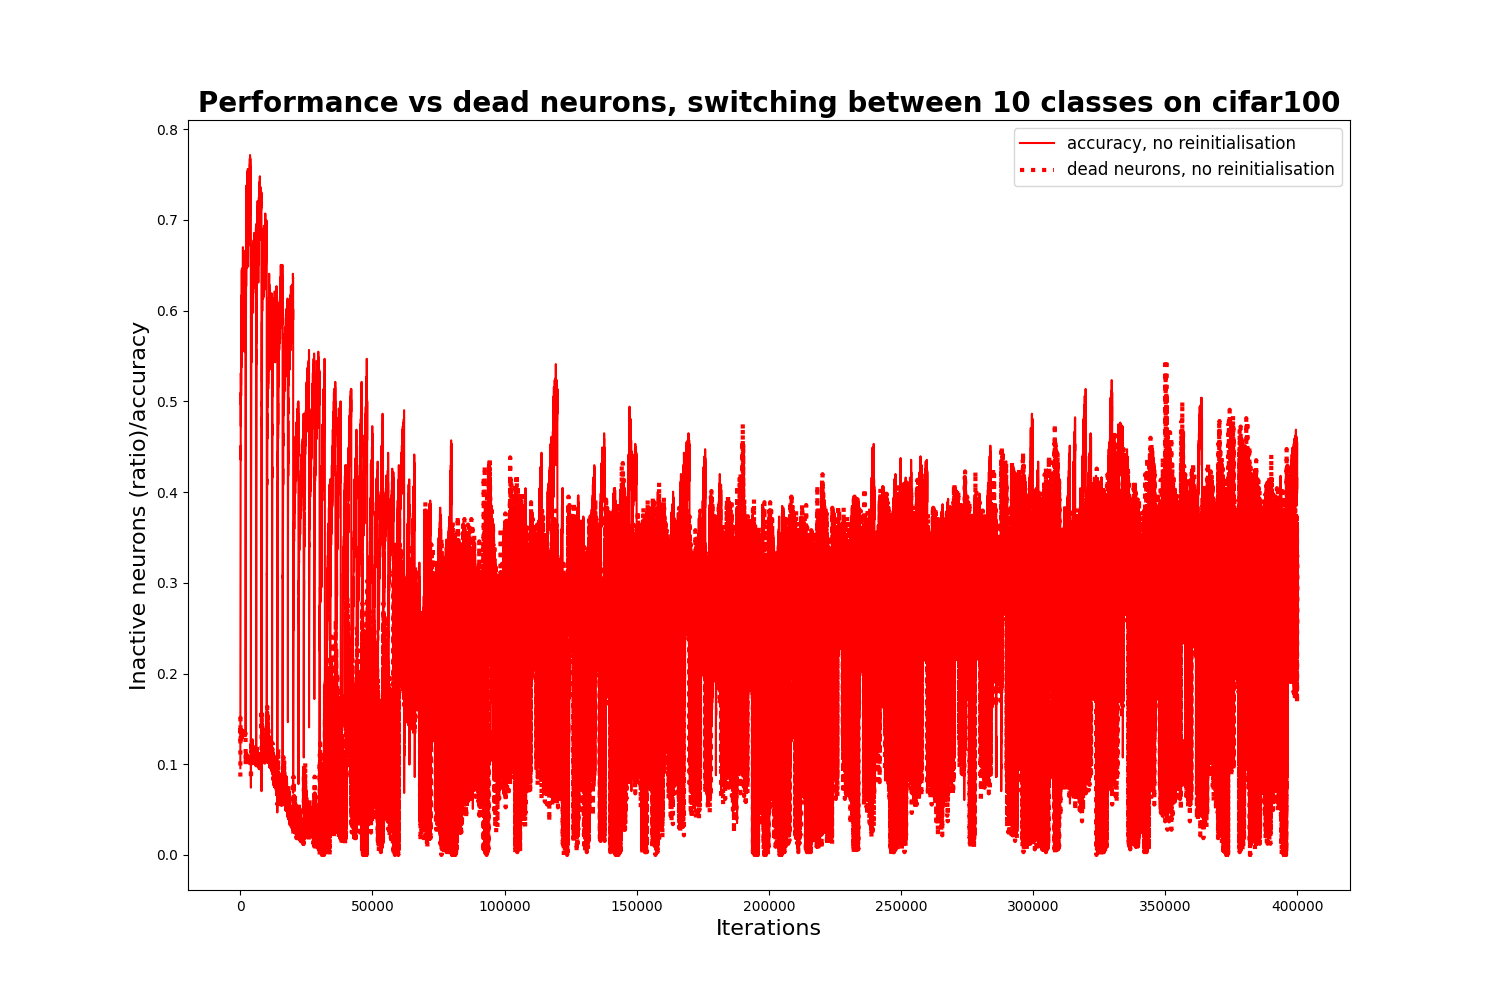 Performance vs dead neurons, switching between 10 classes on cifar100
accuracy, no reinitialisation
dead neurons, no reinitialisation
Inactive neurons (ratio)/accuracy
0.8
0.7
0.6
0.5
0.4
0.3
0.2
0.1
0.0
0 50000 100000 150000 200000 250000 300000 350000 400000
Iterations